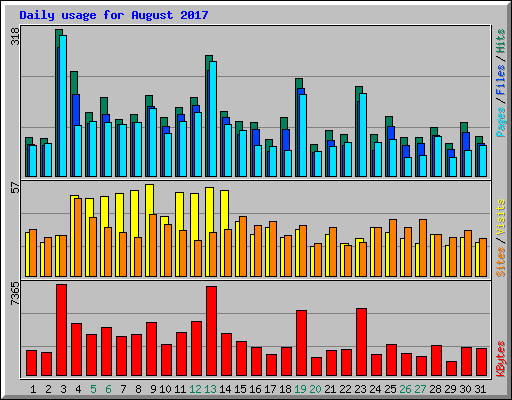 Daily usage for August 2017
318
Pages / Files / Hits
57
Sites / Visits
7365
KBytes
1 2 3 4 5 6 7 8 9 10 11 12 13 14 15 16 17 18 19 20 21 22 23 24 25 26 27 28 29 30 31